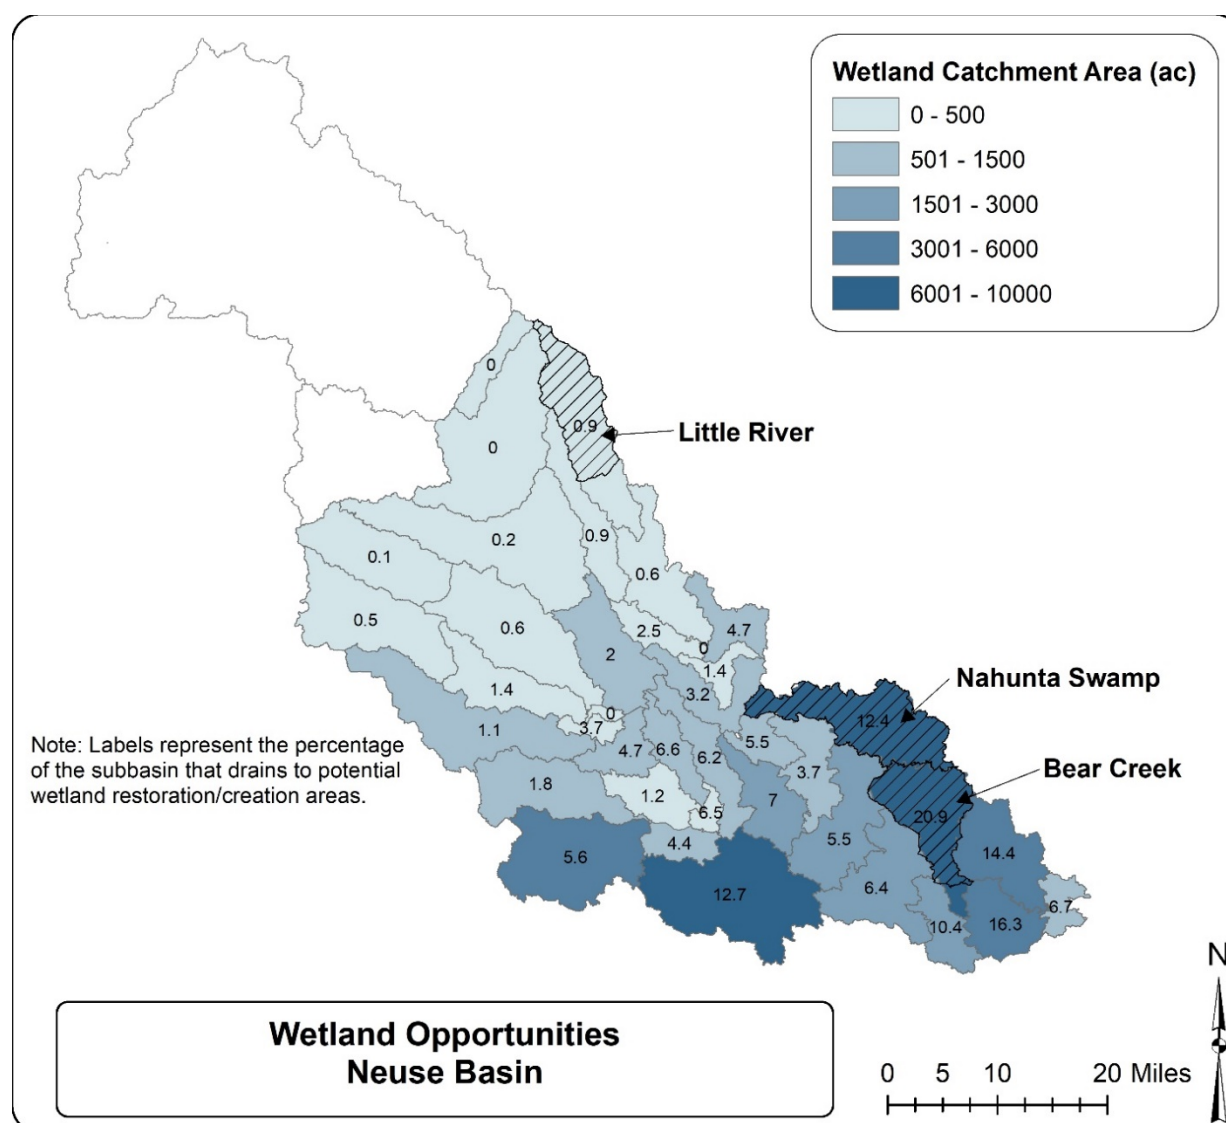 Wetland Catchment Area (ac)
0 - 500
501 - 1500
1501 - 3000
3001 - 6000
6001 - 10000
0
0.9
Little River
0
0.2
0.9
0.1
0.6
0.5
0.6
2.5
4.7
2
0
1.4
Nahunta Swamp
1.4
3.2
0
12.4
3.7
1.1
4.7
6.6
6.2
5.5
Note: Labels represent the percentage
of the subbasin that drains to potential
wetland restoration/creation areas.
Bear Creek
3.7
1.8
1.2
7
6.5
20.9
5.5
4.4
14.4
5.6
6.4
12.7
6.7
10.4
16.3
N
Wetland Opportunities
Neuse Basin
0 5 10 20 Miles